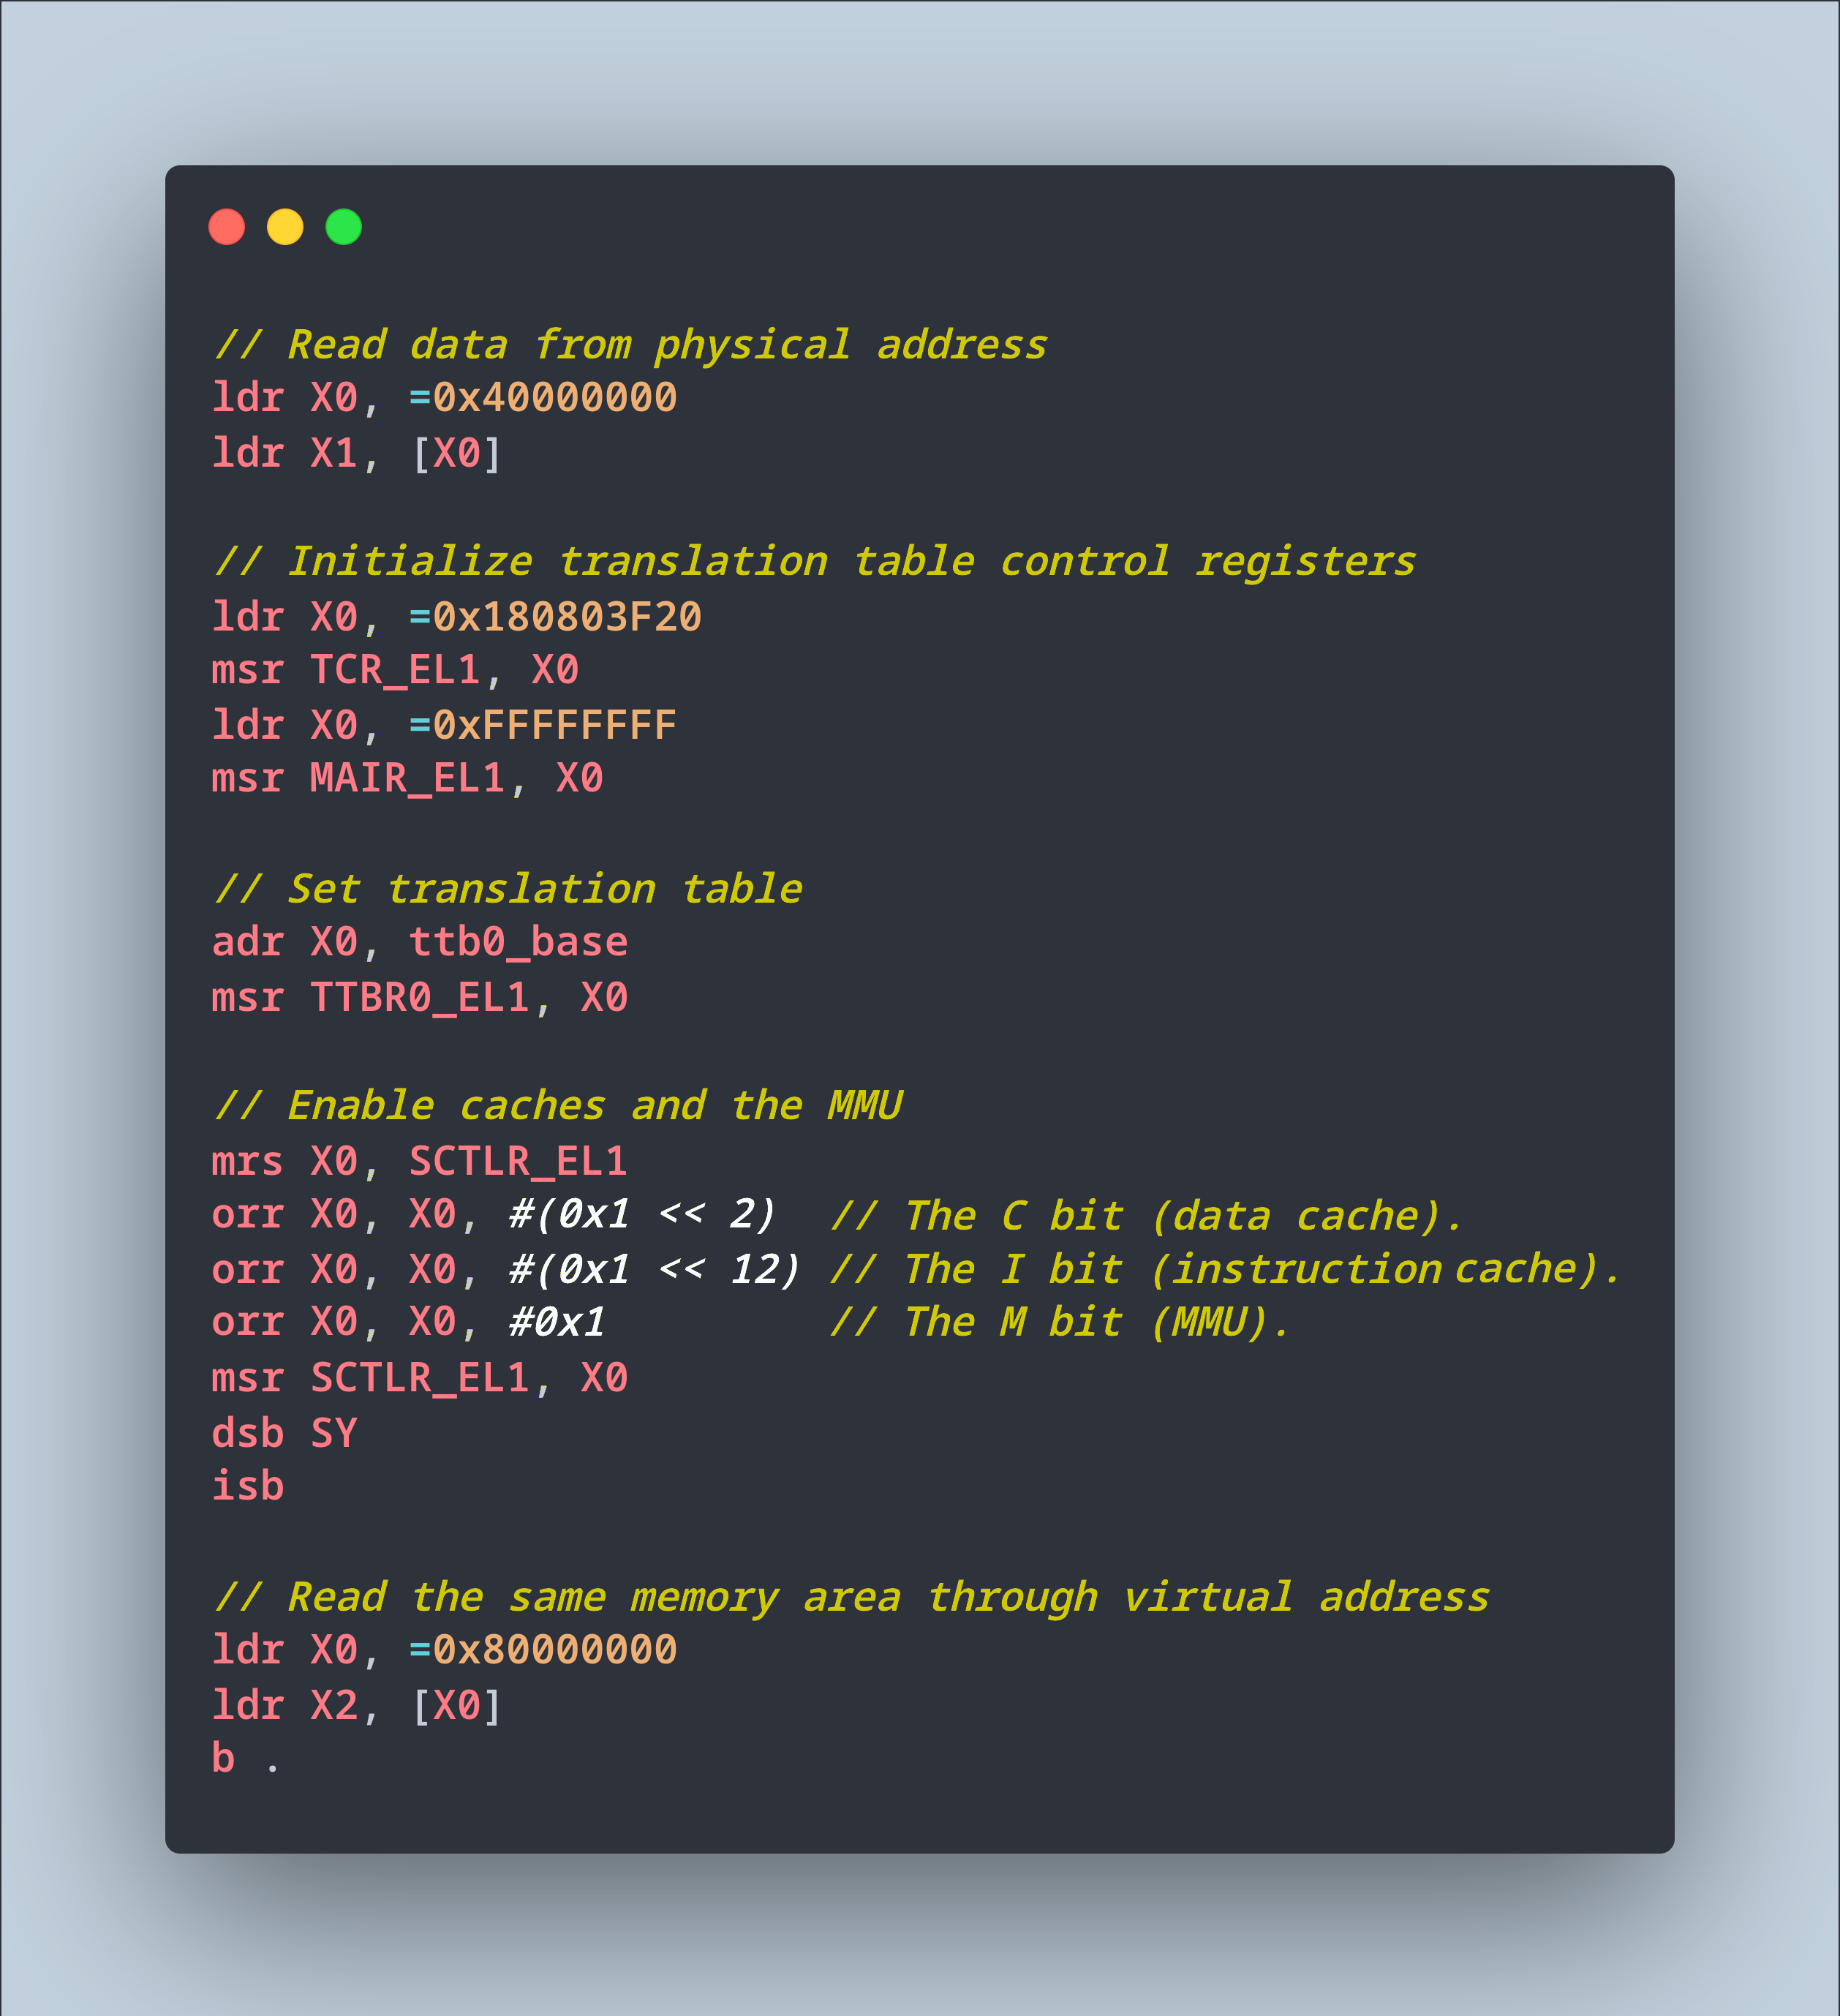 // Read data from physical address
ldr X0, =0x40000000
ldr X1, [X0]
// Initialize translation table control registers
ldr X0, =0x180803F20
msr TCR_EL1, X0
ldr X0, =0xFFFFFFFF
msr MAIR_EL1, X0
// Set translation table
adr X0, ttb0_base
msr TTBR0_EL1, X0
// Enable caches and the MMU
mrs X0, SCTLR_EL1
orr X0, X0, #(0x1 << 2)  // The C bit (data cache).
orr X0, X0, #(0x1 << 12) // The I bit (instruction cache).
orr X0, X0, #0x1         // The M bit (MMU).
msr SCTLR_EL1, X0
dsb SY
isb
// Read the same memory area through virtual address
ldr X0, =0x80000000
ldr X2, [X0]
b .